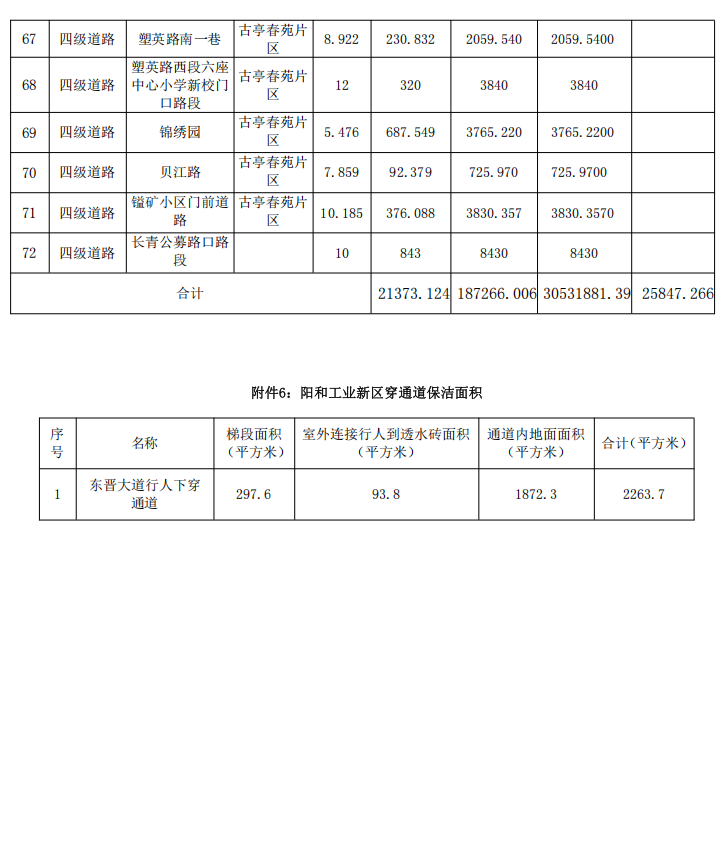 67 四级道路 塑英路南一巷 古亭春苑片区 8.922 230.832 2059.540 2059.5400
68 四级道路 塑英路西段六座中心小学新校门口路段 古亭春苑片区 12 320 3840 3840
69 四级道路 锦绣园 古亭春苑片区 5.476 687.549 3765.220 3765.2200
70 四级道路 贝江路 古亭春苑片区 7.859 92.379 725.970 725.9700
71 四级道路 锰矿小区门前道路 古亭春苑片区 10.185 376.088 3830.357 3830.3570
72 四级道路 长青公募路口路段 10 843 8430 8430
合计 21373.124 187266.006 30531881.39 25847.266
附件6：阳和工业新区穿通道保洁面积
序号 名称 梯段面积（平方米） 室外连接行人到透水砖面积（平方米） 通道内地面面积（平方米） 合计（平方米）
1 东晋大道行人下穿通道 297.6 93.8 1872.3 2263.7